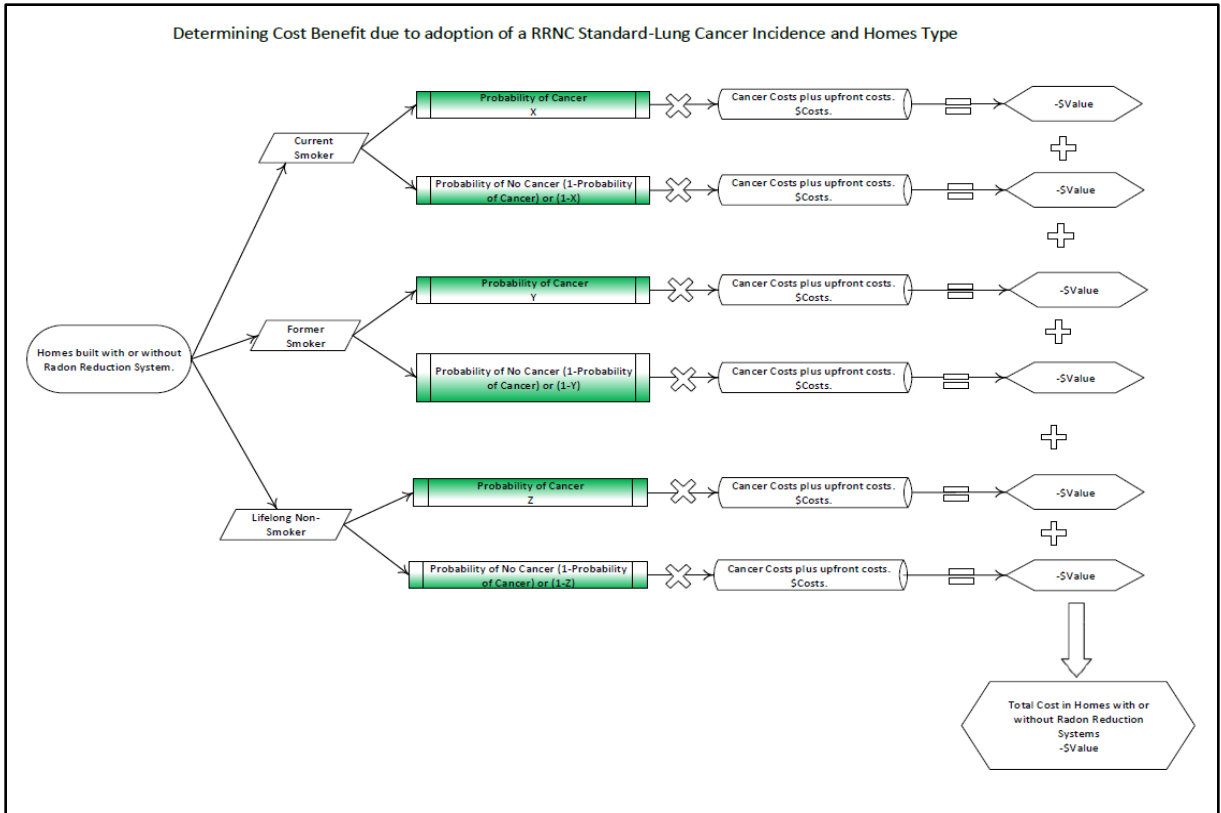 Determining Cost Benefit due to adoption of a RRNC Standard-Lung Cancer Incidence and Homes Type
Probability of Cancer
X
Cancer Costs plus upfront costs.
$Costs.
-$Value
Current
Smoker
Probability of No Cancer (1-Probability
of Cancer) or (1-X)
Cancer Costs plus upfront costs.
$Costs.
-$Value
Probability of Cancer
Y
Cancer Costs plus upfront costs.
$Costs.
-$Value
Former
Smoker
Homes built with or without
Radon Reduction System.
Probability of No Cancer (1-Probability
of Cancer) or (1-Y)
Cancer Costs plus upfront costs.
$Costs.
-$Value
Probability of Cancer
Z
Cancer Costs plus upfront costs.
$Costs.
-$Value
Lifelong Non-
Smoker
Probability of No Cancer (1-Probability
of Cancer) or (1-Z)
Cancer Costs plus upfront costs.
$Costs.
-$Value
Total Cost in Homes with or
without Radon Reduction
Systems
-$Value